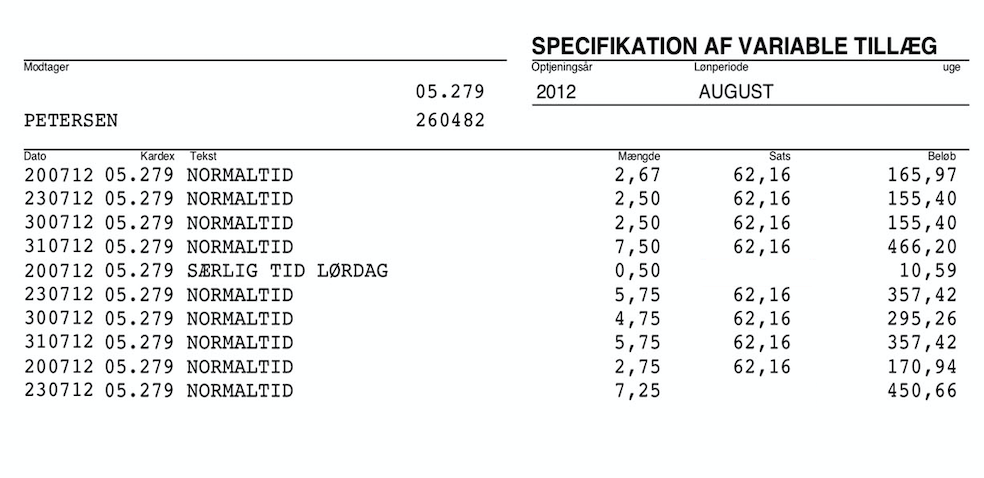 SPECIFIKATION AF VARIABLE TILLÆG
Modtager Optjeningsår Lønperiode uge
05.279 2012 AUGUST
PETERSEN 260482
Dato Kardex Tekst Mængde Sats Beløb
200712 05.279 NORMALTID 2,67 62,16 165,97
230712 05.279 NORMALTID 2,50 62,16 155,40
300712 05.279 NORMALTID 2,50 62,16 155,40
310712 05.279 NORMALTID 7,50 62,16 466,20
200712 05.279 SÆRLIG TID LØRDAG 0,50 10,59
230712 05.279 NORMALTID 5,75 62,16 357,42
300712 05.279 NORMALTID 4,75 62,16 295,26
310712 05.279 NORMALTID 5,75 62,16 357,42
200712 05.279 NORMALTID 2,75 62,16 170,94
230712 05.279 NORMALTID 7,25 450,66